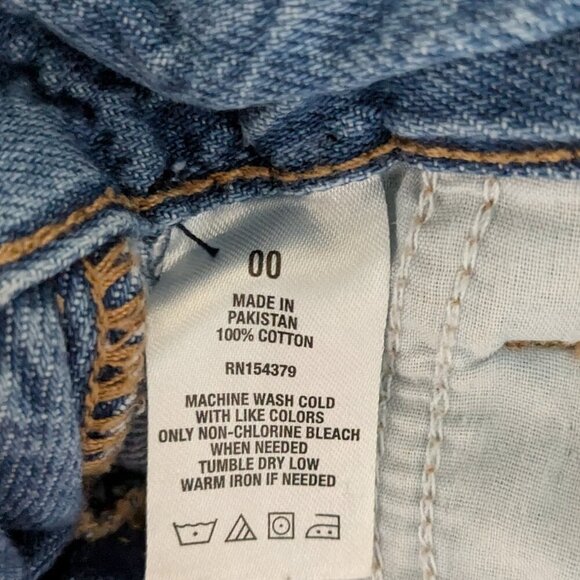 00
MADE IN
PAKISTAN
100% COTTON
RN154379
MACHINE WASH COLD
WITH LIKE COLORS
ONLY NON-CHLORINE BLEACH
WHEN NEEDED
TUMBLE DRY LOW
WARM IRON IF NEEDED